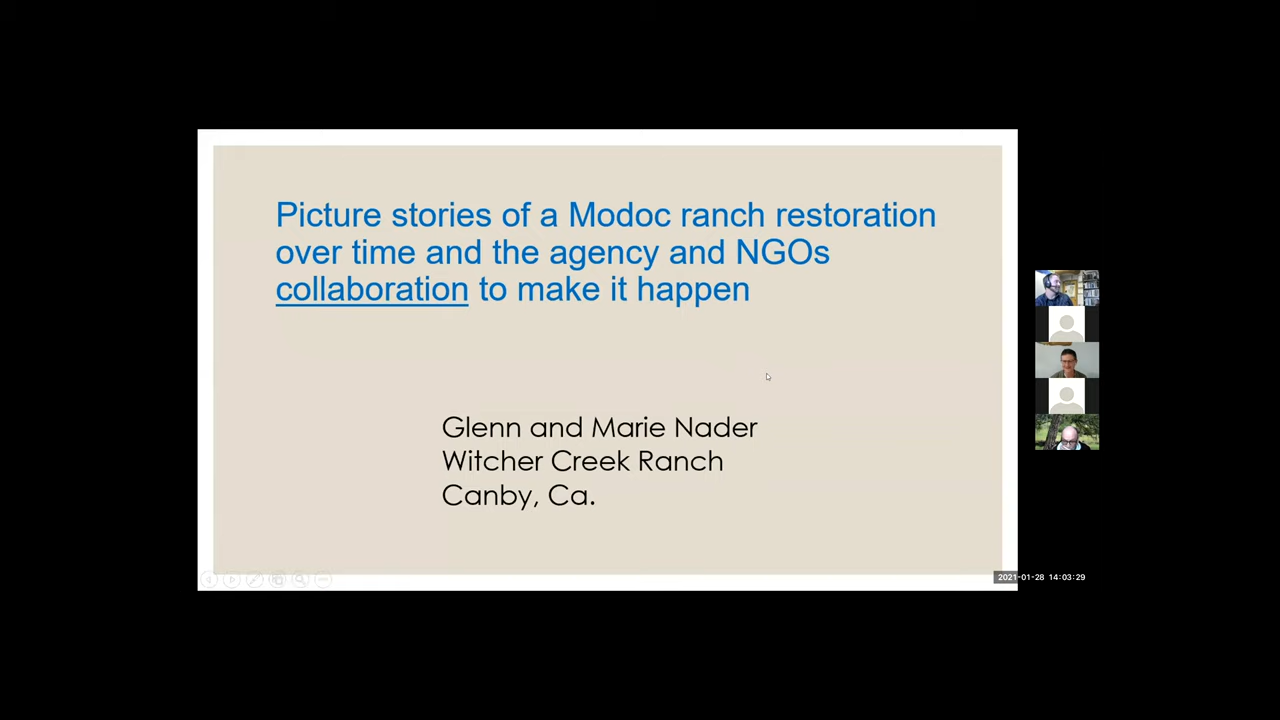 Picture stories of a Modoc ranch restoration
over time and the agency and NGOs
collaboration to make it happen
Glenn and Marie Nader
Witcher Creek Ranch
Canby, Ca.
2021-01-28 14:03:29